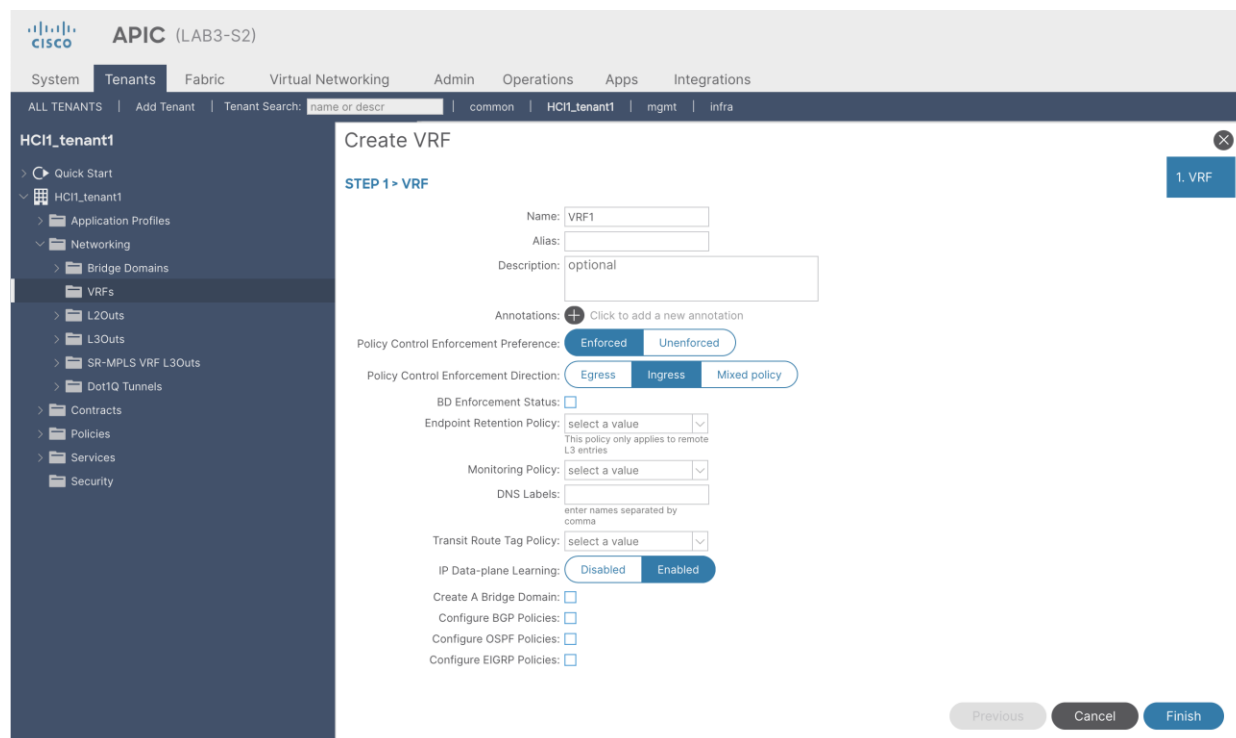 CISCO
APIC (LAB3-S2)
System Tenants Fabric Virtual Networking Admin Operations Apps Integrations
ALL TENANTS | Add Tenant | Tenant Search: name or descr | common | HCI1_tenant1 | mgmt | infra
HCI1_tenant1
Quick Start
HCI1_tenant1
Application Profiles
Networking
Bridge Domains
VRFs
L2Outs
L3Outs
SR-MPLS VRF L3Outs
Dot1Q Tunnels
Contracts
Policies
Services
Security
Create VRF
STEP 1 > VRF
1. VRF
Name: VRF1
Alias:
Description: optional
Annotations: Click to add a new annotation
Policy Control Enforcement Preference: Enforced Unenforced
Policy Control Enforcement Direction: Egress Ingress Mixed policy
BD Enforcement Status:
Endpoint Retention Policy: select a value
This policy only applies to remote
L3 entries
Monitoring Policy: select a value
DNS Labels:
enter names separated by
comma
Transit Route Tag Policy: select a value
IP Data-plane Learning: Disabled Enabled
Create A Bridge Domain:
Configure BGP Policies:
Configure OSPF Policies:
Configure EIGRP Policies:
Previous Cancel Finish